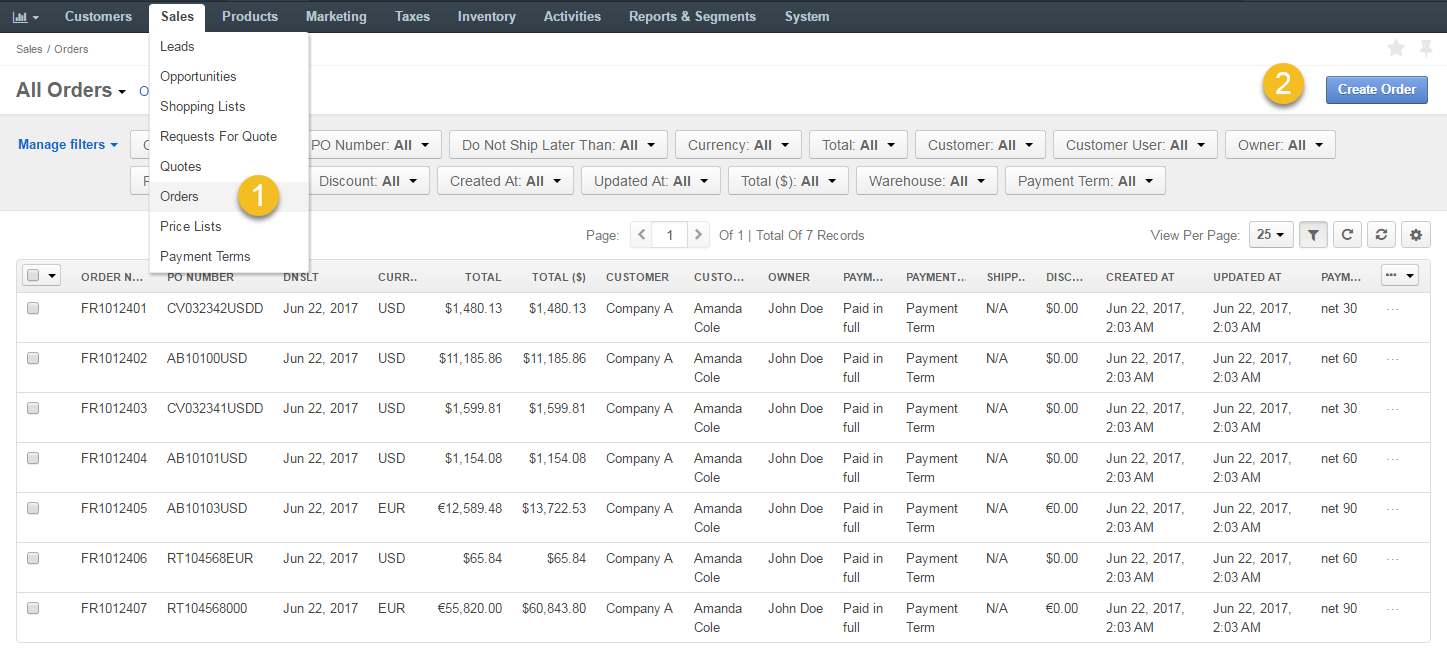 Customers Sales Products Marketing Taxes Inventory Activities Reports & Segments System
Sales / Orders
Leads
Opportunities
Shopping Lists
Requests For Quote
Quotes
Orders
Price Lists
Payment Terms
1
All Orders
2
Create Order
Manage filters PO Number: All Do Not Ship Later Than: All Currency: All Total: All Customer: All Customer User: All Owner: All
Discount: All Created At: All Updated At: All Total ($): All Warehouse: All Payment Term: All
Page: 1 Of 1 | Total Of 7 Records View Per Page: 25
ORDER N... PO NUMBER DNSLT CURR.. TOTAL TOTAL ($) CUSTOMER CUSTO... OWNER PAYM... PAYMENT... SHIPP.. DISC... CREATED AT UPDATED AT PAYM...
FR1012401 CV032342USDD Jun 22, 2017 USD $1,480.13 $1,480.13 Company A Amanda John Doe Paid in Payment N/A $0.00 Jun 22, 2017, Jun 22, 2017, net 30 ...
Cole full Term 2:03 AM 2:03 AM
FR1012402 AB10100USD Jun 22, 2017 USD $11,185.86 $11,185.86 Company A Amanda John Doe Paid in Payment N/A $0.00 Jun 22, 2017, Jun 22, 2017, net 60 ...
Cole full Term 2:03 AM 2:03 AM
FR1012403 CV032341USDD Jun 22, 2017 USD $1,599.81 $1,599.81 Company A Amanda John Doe Paid in Payment N/A $0.00 Jun 22, 2017, Jun 22, 2017, net 30 ...
Cole full Term 2:03 AM 2:03 AM
FR1012404 AB10101USD Jun 22, 2017 USD $1,154.08 $1,154.08 Company A Amanda John Doe Paid in Payment N/A $0.00 Jun 22, 2017, Jun 22, 2017, net 60 ...
Cole full Term 2:03 AM 2:03 AM
FR1012405 AB10103USD Jun 22, 2017 EUR €12,589.48 $13,722.53 Company A Amanda John Doe Paid in Payment N/A €0.00 Jun 22, 2017, Jun 22, 2017, net 90 ...
Cole full Term 2:03 AM 2:03 AM
FR1012406 RT104568EUR Jun 22, 2017 USD $65.84 $65.84 Company A Amanda John Doe Paid in Payment N/A $0.00 Jun 22, 2017, Jun 22, 2017, net 60 ...
Cole full Term 2:03 AM 2:03 AM
FR1012407 RT104568000 Jun 22, 2017 EUR €55,820.00 $60,843.80 Company A Amanda John Doe Paid in Payment N/A €0.00 Jun 22, 2017, Jun 22, 2017, net 90 ...
Cole full Term 2:03 AM 2:03 AM